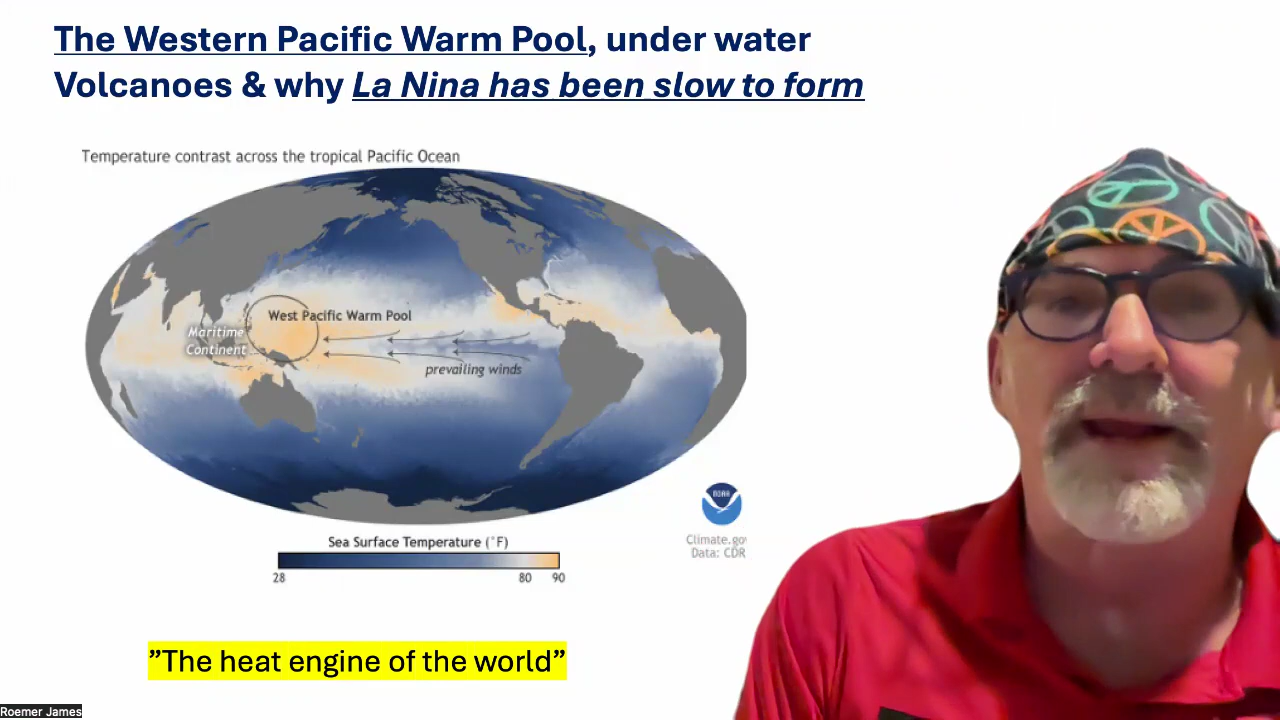 The Western Pacific Warm Pool, under water
Volcanoes & why La Nina has been slow to form
Temperature contrast across the tropical Pacific Ocean
West Pacific Warm Pool
Maritime
Continent
prevailing winds
NOAA
Sea Surface Temperature (°F)
28 80 90
Climate.gov
Data: CDR
”The heat engine of the world”
Roemer James